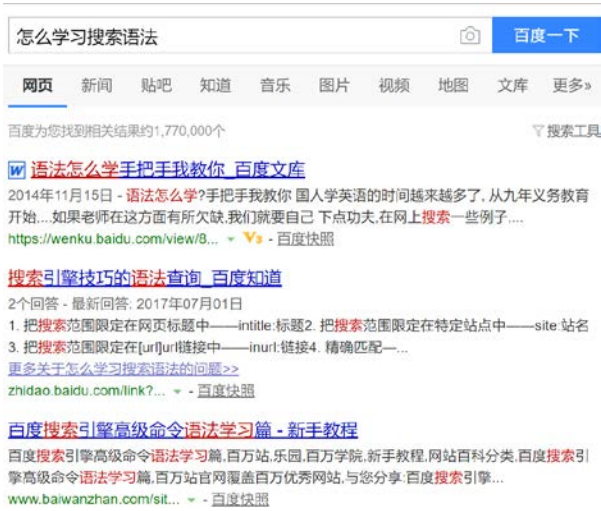 怎么学习搜索语法
百度一下
网页 新闻 贴吧 知道 音乐 图片 视频 地图 文库 更多»
百度为您找到相关结果约1,770,000个 搜索工具
W 语法怎么学手把手我教你_百度文库
2014年11月15日 - 语法怎么学?手把手我教你 国人学英语的时间越来越多了, 从九年义务教育
开始....如果老师在这方面有所欠缺,我们就要自己 下点功夫,在网上搜索一些例子....
https://wenku.baidu.com/view/8... V3 - 百度快照
搜索引擎技巧的语法查询_百度知道
2个回答 - 最新回答: 2017年07月01日
1. 把搜索范围限定在网页标题中——intitle:标题2. 把搜索范围限定在特定站点中——site:站名
3. 把搜索范围限定在[url]url链接中——inurl:链接4. 精确匹配—...
更多关于怎么学习搜索语法的问题>>
zhidao.baidu.com/link?... - 百度快照
百度搜索引擎高级命令语法学习篇 - 新手教程
百度搜索引擎高级命令语法学习篇,百万站,乐园,百万学院,新手教程,网站百科分类.百度搜索引
擎高级命令语法学习篇,百万站官网覆盖百万优秀网站,与您分享:百度搜索引擎...
www.baiwanzhan.com/sit... - 百度快照